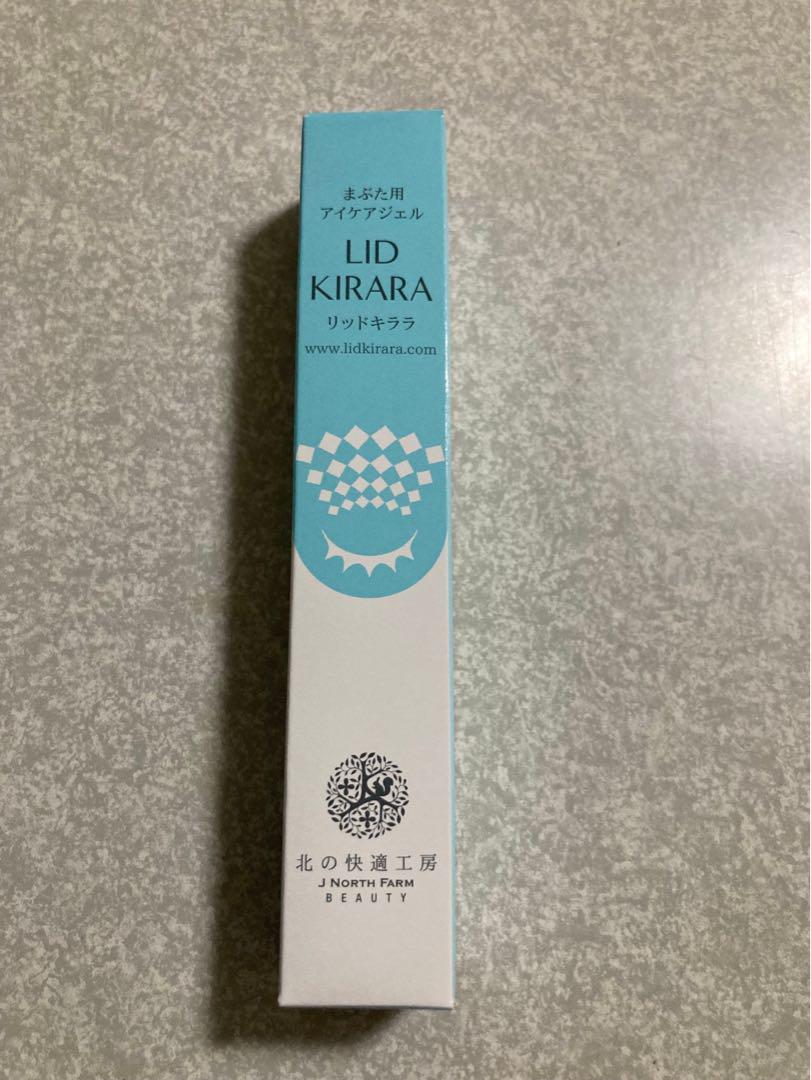 まぶた用
アイケアジェル
LID
KIRARA
リッドキララ
www.lidkirara.com
北の快適工房
J NORTH FARM
BEAUTY